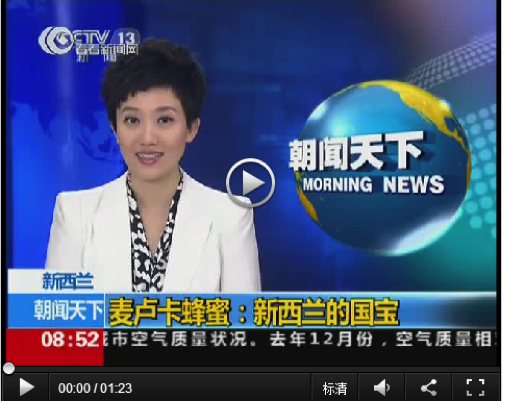 CCTV 13
看看新闻网
新闻
朝闻天下
MORNING NEWS
新西兰
朝闻天下 麦卢卡蜂蜜：新西兰的国宝
08:52 市空气质量状况。去年12月份，空气质量相
00:00 / 01:23
标清